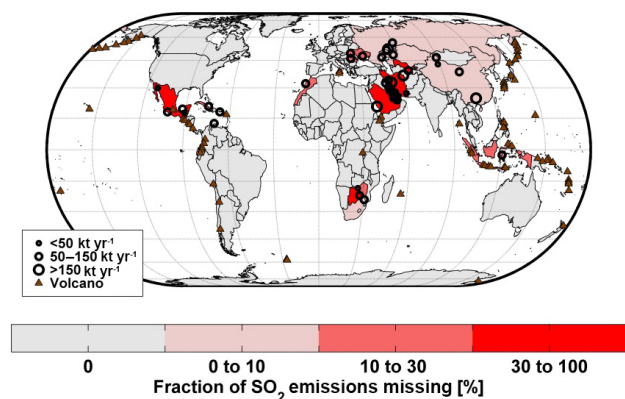 <50 kt yr-1
50–150 kt yr-1
>150 kt yr-1
Volcano
0
0 to 10
10 to 30
30 to 100
Fraction of SO2 emissions missing [%]